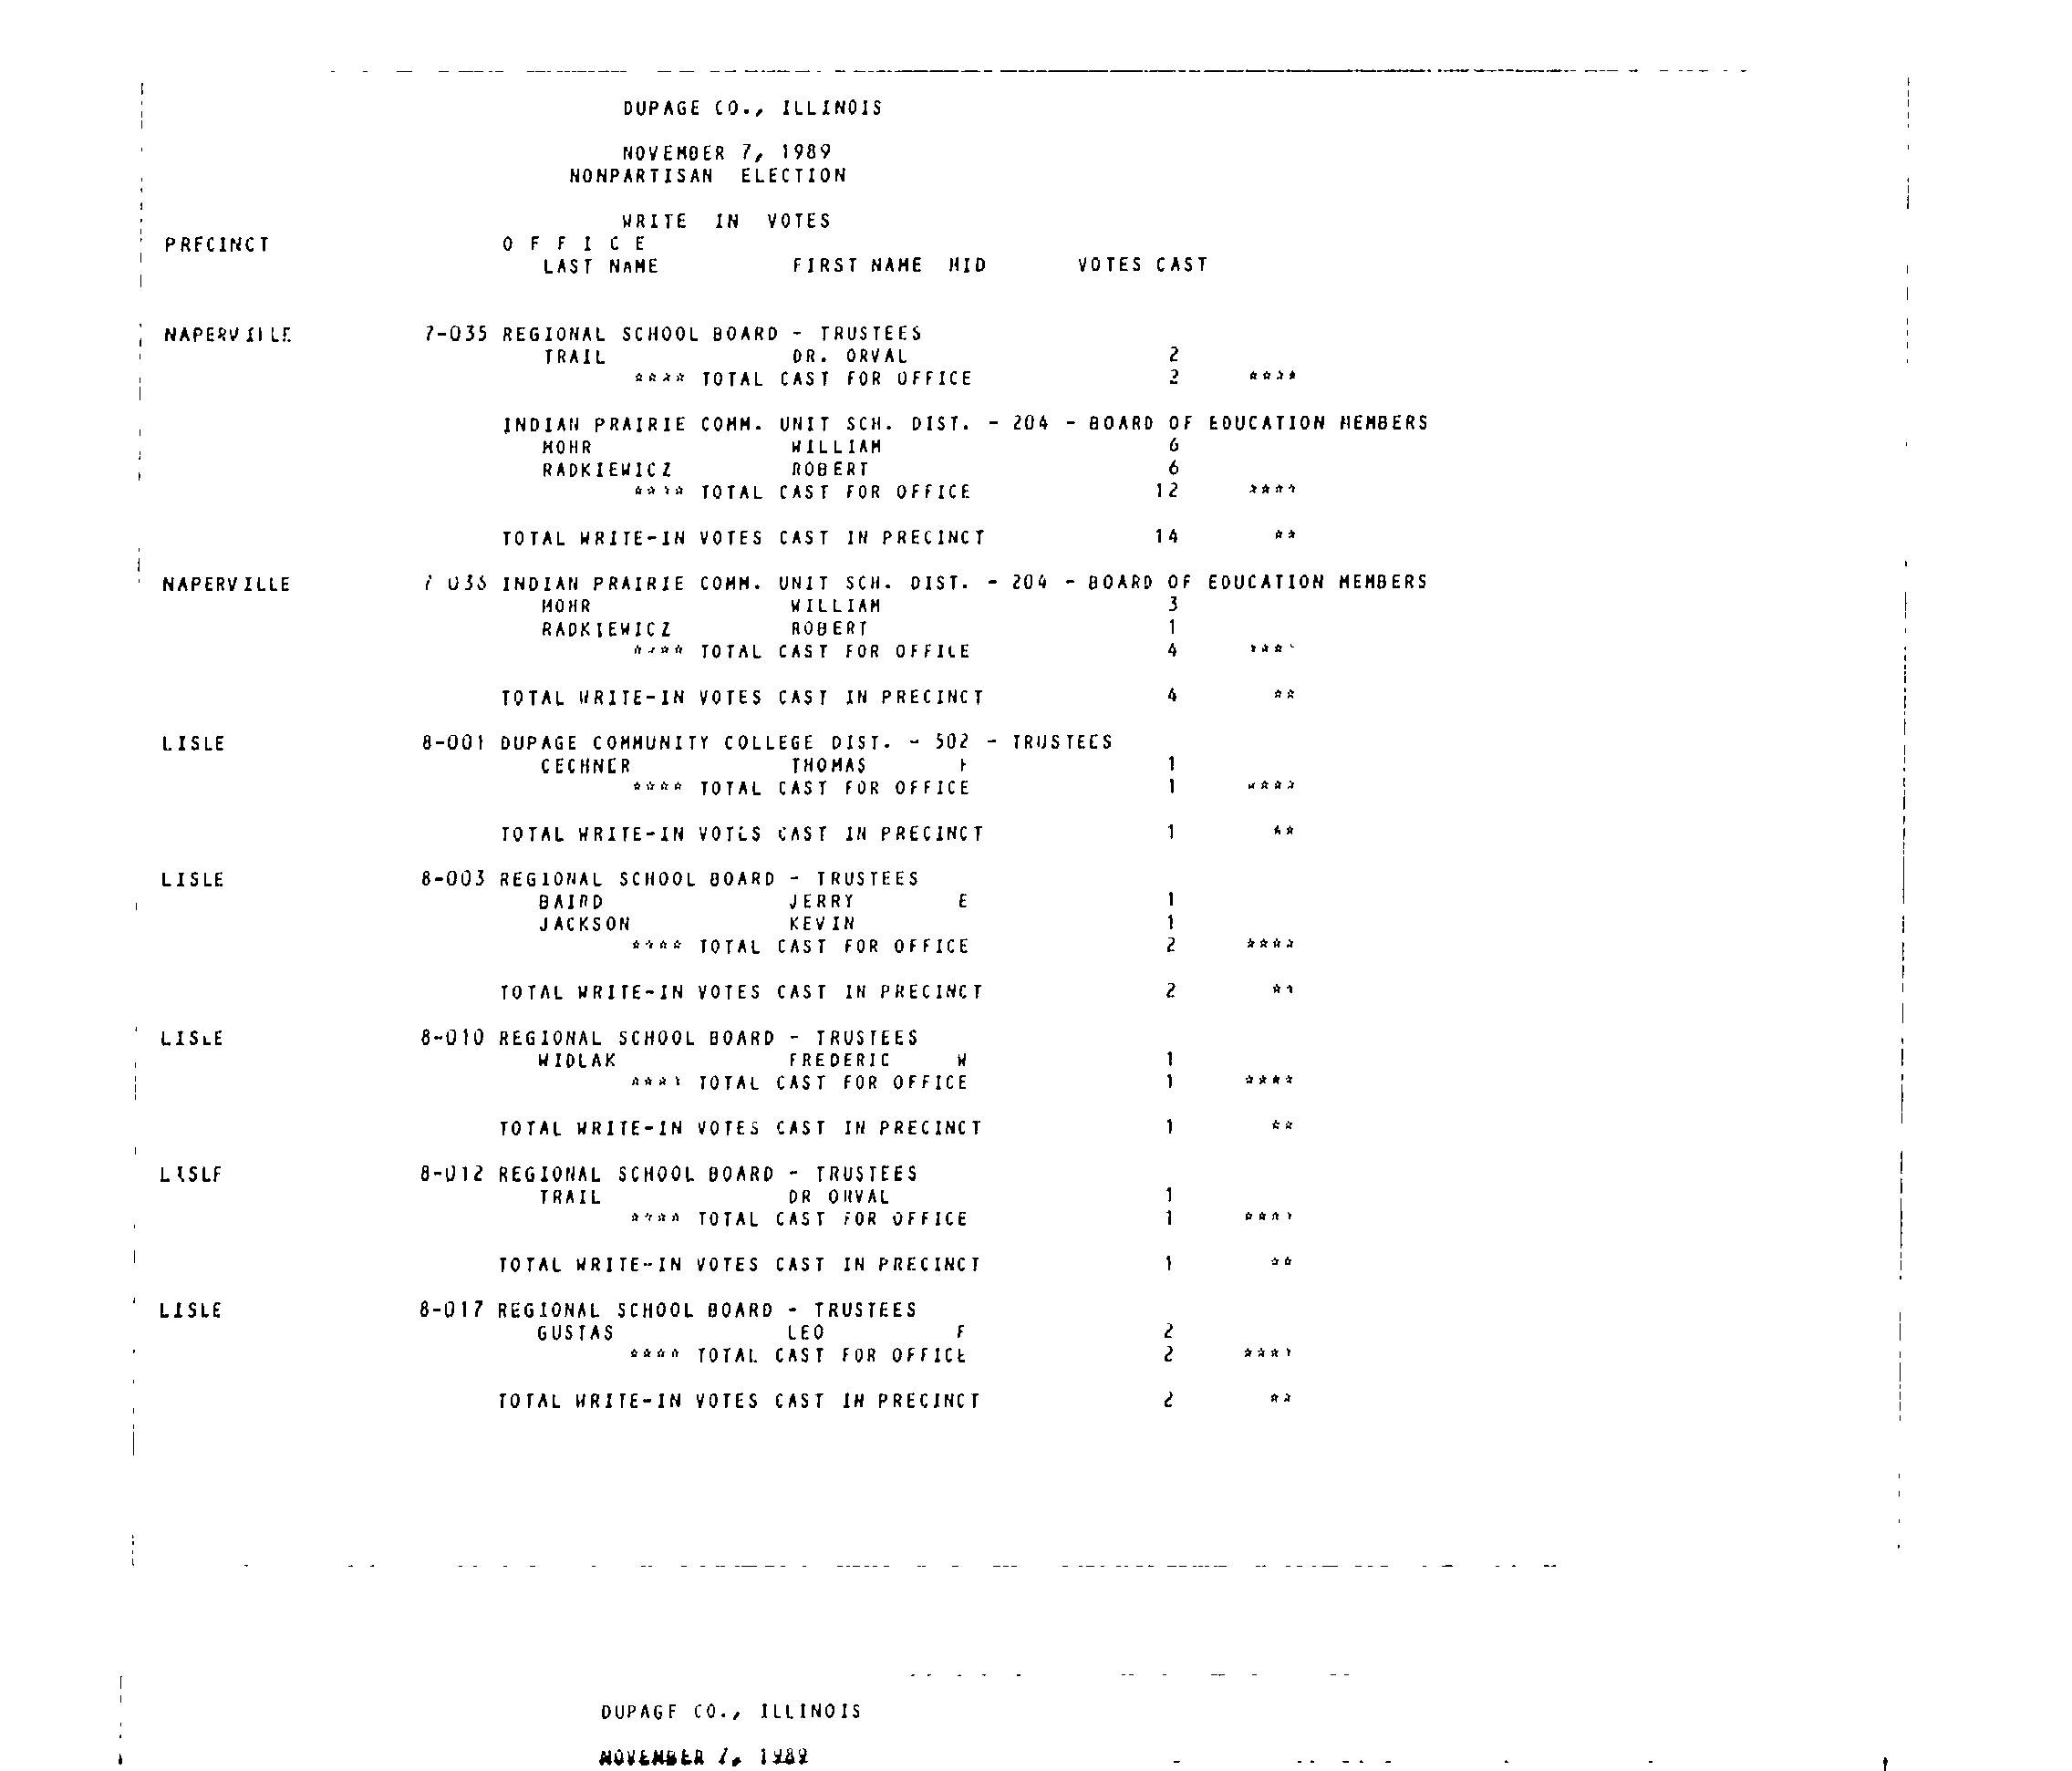 DUPAGE CO., ILLINOIS
NOVEMBER 7, 1989
NONPARTISAN ELECTION
WRITE IN VOTES
PRECINCT O F F I C E
LAST NAME FIRST NAME MID VOTES CAST
NAPERVILLE 7-035 REGIONAL SCHOOL BOARD - TRUSTEES
TRAIL DR. ORVAL 2
**** TOTAL CAST FOR OFFICE 2 ****
INDIAN PRAIRIE COMM. UNIT SCH. DIST. - 204 - BOARD OF EDUCATION MEMBERS
MOHR WILLIAM 6
RADKIEWICZ ROBERT 6
**** TOTAL CAST FOR OFFICE 12 ****
TOTAL WRITE-IN VOTES CAST IN PRECINCT 14 **
NAPERVILLE 7 036 INDIAN PRAIRIE COMM. UNIT SCH. DIST. - 204 - BOARD OF EDUCATION MEMBERS
MOHR WILLIAM 3
RADKIEWICZ ROBERT 1
**** TOTAL CAST FOR OFFICE 4 ****
TOTAL WRITE-IN VOTES CAST IN PRECINCT 4 **
LISLE 8-001 DUPAGE COMMUNITY COLLEGE DIST. - 502 - TRUSTEES
CECHNER THOMAS 1
**** TOTAL CAST FOR OFFICE 1 ****
TOTAL WRITE-IN VOTES CAST IN PRECINCT 1 **
LISLE 8-003 REGIONAL SCHOOL BOARD - TRUSTEES
BAIRD JERRY E 1
JACKSON KEVIN 1
**** TOTAL CAST FOR OFFICE 2 ****
TOTAL WRITE-IN VOTES CAST IN PRECINCT 2 **
LISLE 8-010 REGIONAL SCHOOL BOARD - TRUSTEES
WIDLAK FREDERIC W 1
**** TOTAL CAST FOR OFFICE 1 ****
TOTAL WRITE-IN VOTES CAST IN PRECINCT 1 **
LISLE 8-012 REGIONAL SCHOOL BOARD - TRUSTEES
TRAIL DR ORVAL 1
**** TOTAL CAST FOR OFFICE 1 ****
TOTAL WRITE-IN VOTES CAST IN PRECINCT 1 **
LISLE 8-017 REGIONAL SCHOOL BOARD - TRUSTEES
GUSTAS LEO F 2
**** TOTAL CAST FOR OFFICE 2 ****
TOTAL WRITE-IN VOTES CAST IN PRECINCT 2 **
DUPAGE CO., ILLINOIS
NOVEMBER 7, 1989